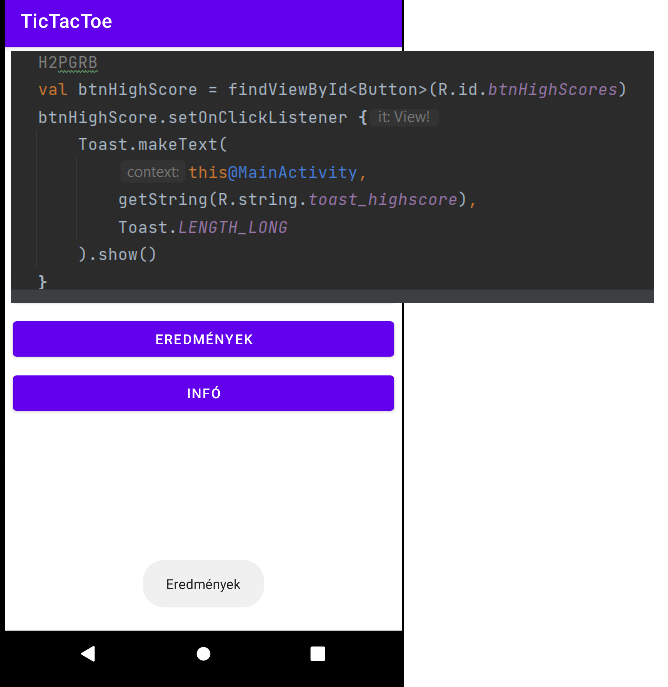 TicTacToe
H2PGRB
val btnHighScore = findViewById<Button>(R.id.btnHighScores)
btnHighScore.setOnClickListener { it: View!
Toast.makeText(
context: this@MainActivity,
getString(R.string.toast_highscore),
Toast.LENGTH_LONG
).show()
}
EREDMÉNYEK
INFÓ
Eredmények